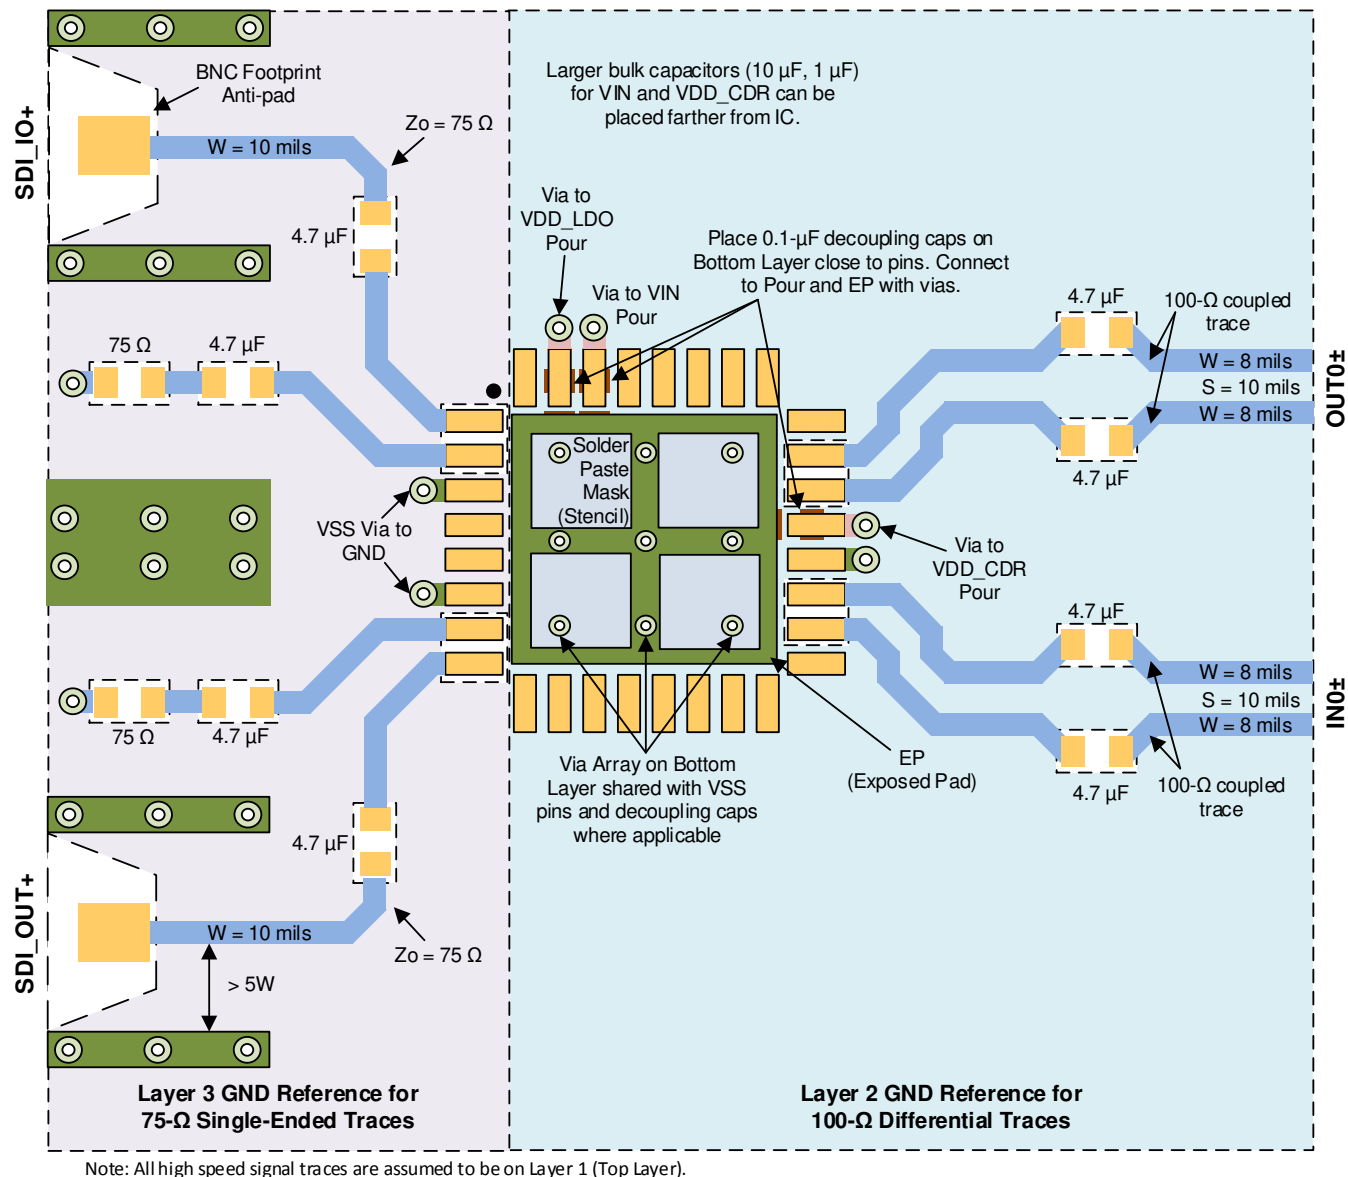 BNC Footprint
Anti-pad
SDI_IO+
W = 10 mils
Zo = 75 Ω
4.7 µF
Larger bulk capacitors (10 µF, 1 µF)
for VIN and VDD_CDR can be
placed farther from IC.
Via to
VDD_LDO
Pour
Via to VIN
Pour
Place 0.1-µF decoupling caps on
Bottom Layer close to pins. Connect
to Pour and EP with vias.
4.7 µF
100-Ω coupled
trace
W = 8 mils
S = 10 mils
W = 8 mils
OUT0±
4.7 µF
75 Ω
4.7 µF
Solder
Paste
Mask
(Stencil)
VSS Via to
GND
Via to
VDD_CDR
Pour
4.7 µF
W = 8 mils
S = 10 mils
W = 8 mils
IN0±
4.7 µF
100-Ω coupled
trace
75 Ω
4.7 µF
Via Array on Bottom
Layer shared with VSS
pins and decoupling caps
where applicable
EP
(Exposed Pad)
4.7 µF
SDI_OUT+
W = 10 mils
Zo = 75 Ω
> 5W
Layer 3 GND Reference for
75-Ω Single-Ended Traces
Layer 2 GND Reference for
100-Ω Differential Traces
Note: All high speed signal traces are assumed to be on Layer 1 (Top Layer).